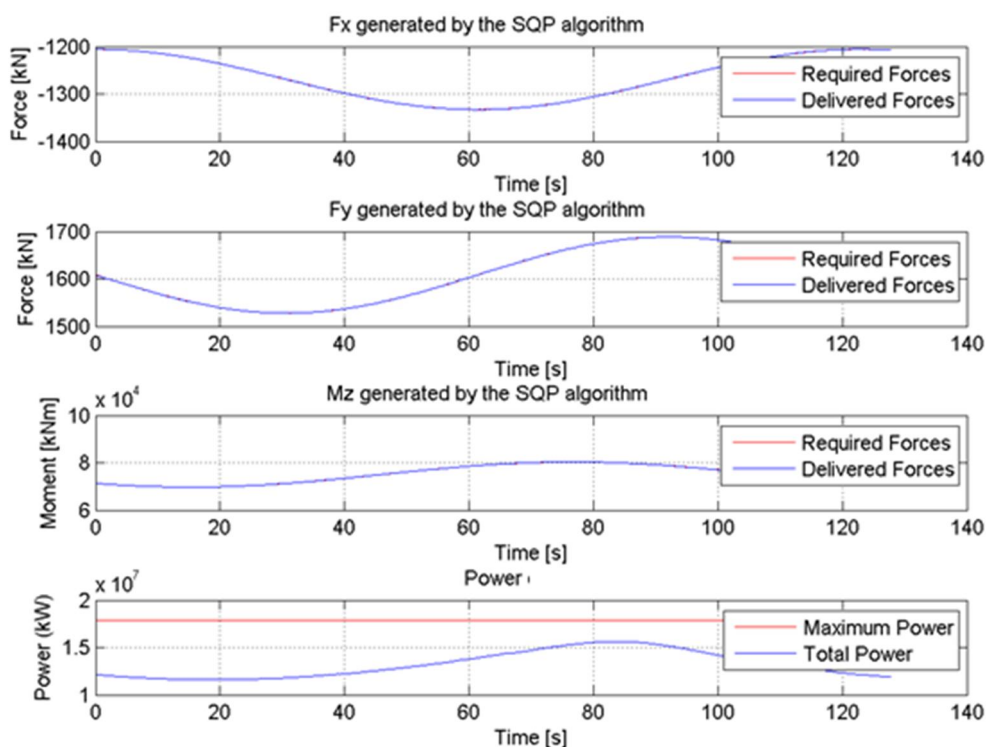 Fx generated by the SQP algorithm
-1200
-1300
-1400
Force [kN]
Required Forces
Delivered Forces
0 20 40 60 80 100 120 140
Time [s]
Fy generated by the SQP algorithm
1700
1600
1500
Force [kN]
Required Forces
Delivered Forces
0 20 40 60 80 100 120 140
Time [s]
Mz generated by the SQP algorithm
x 10⁴
10
8
6
Moment [kNm]
Required Forces
Delivered Forces
0 20 40 60 80 100 120 140
Time [s]
Power
x 10⁷
2
1.5
1
Power (kW)
Maximum Power
Total Power
0 20 40 60 80 100 120 140
Time [s]